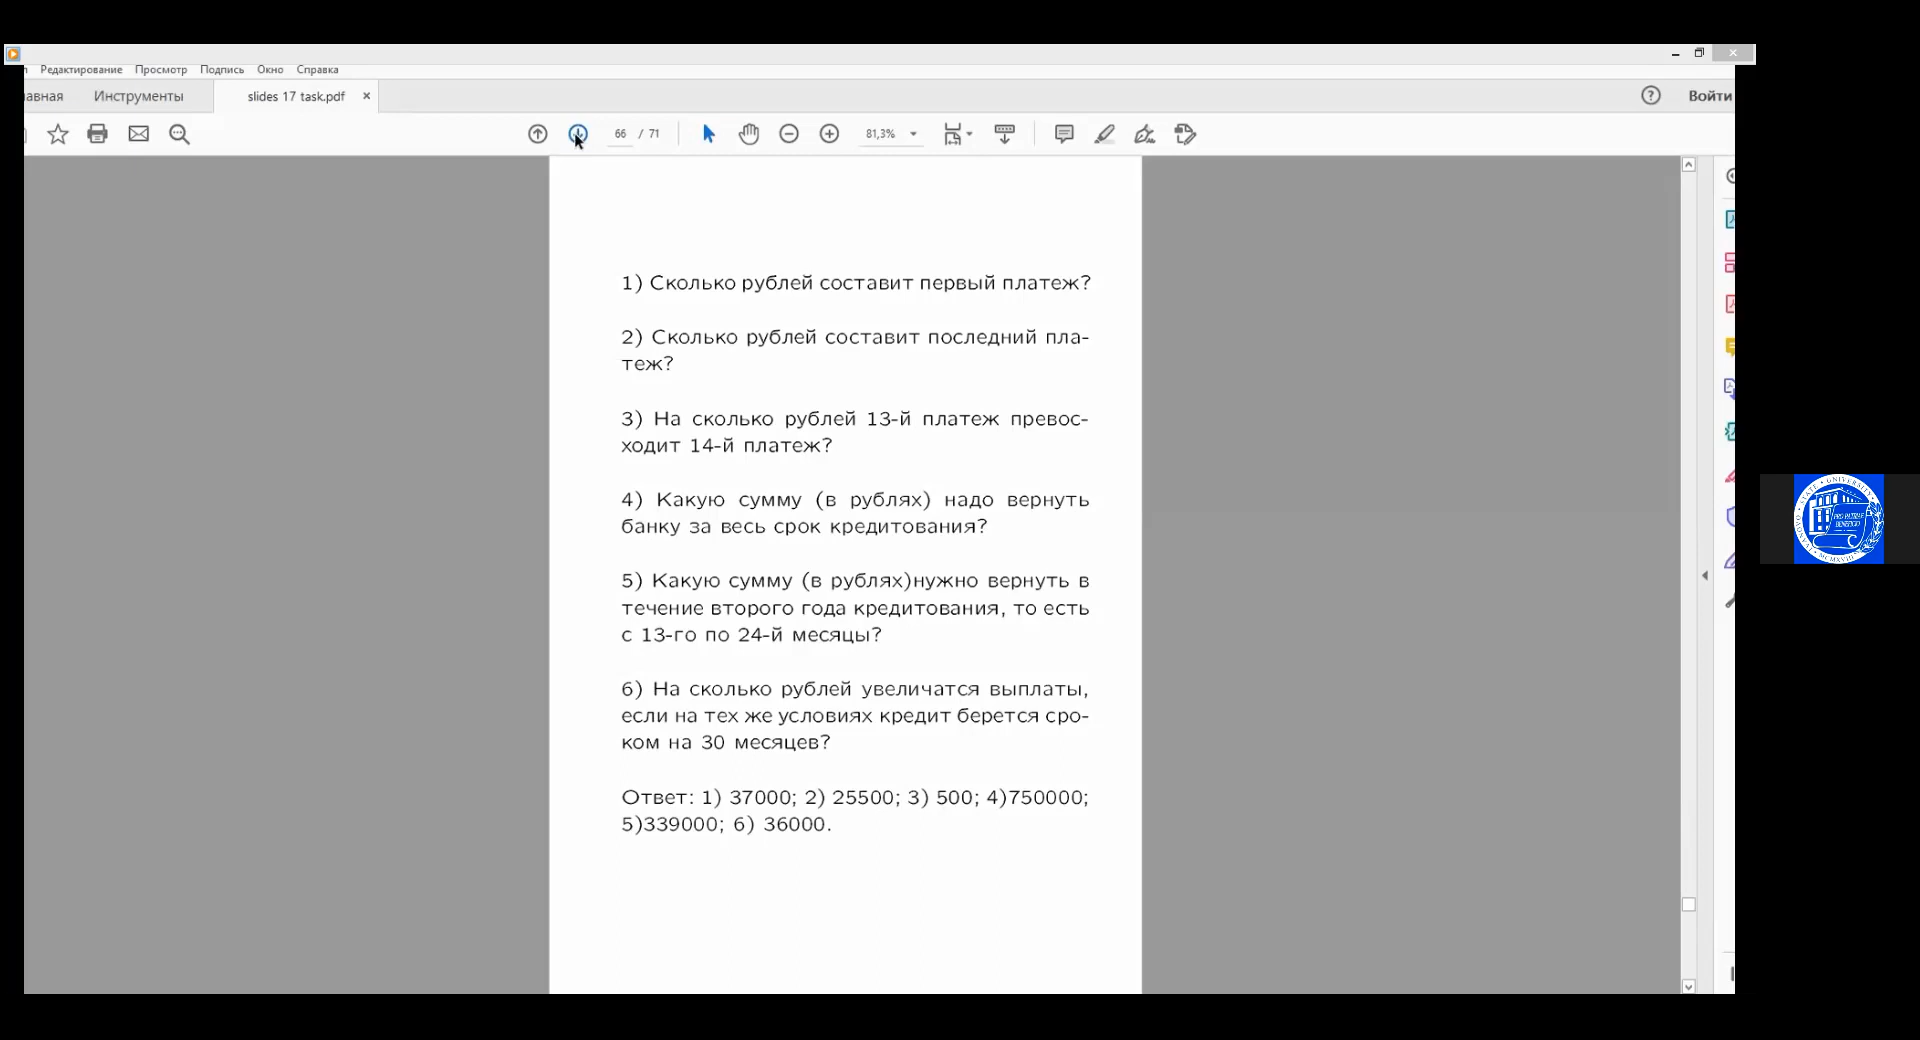 Редактирование Просмотр Подпись Окно Справка
Инструменты slides 17 task.pdf Войти
66 / 71 81,3%
1) Сколько рублей составит первый платеж?
2) Сколько рублей составит последний пла-
теж?
3) На сколько рублей 13-й платеж превос-
ходит 14-й платеж?
4) Какую сумму (в рублях) надо вернуть
банку за весь срок кредитования?
5) Какую сумму (в рублях)нужно вернуть в
течение второго года кредитования, то есть
с 13-го по 24-й месяцы?
6) На сколько рублей увеличатся выплаты,
если на тех же условиях кредит берется сро-
ком на 30 месяцев?
Ответ: 1) 37000; 2) 25500; 3) 500; 4)750000;
5)339000; 6) 36000.
PRO PATRIAE